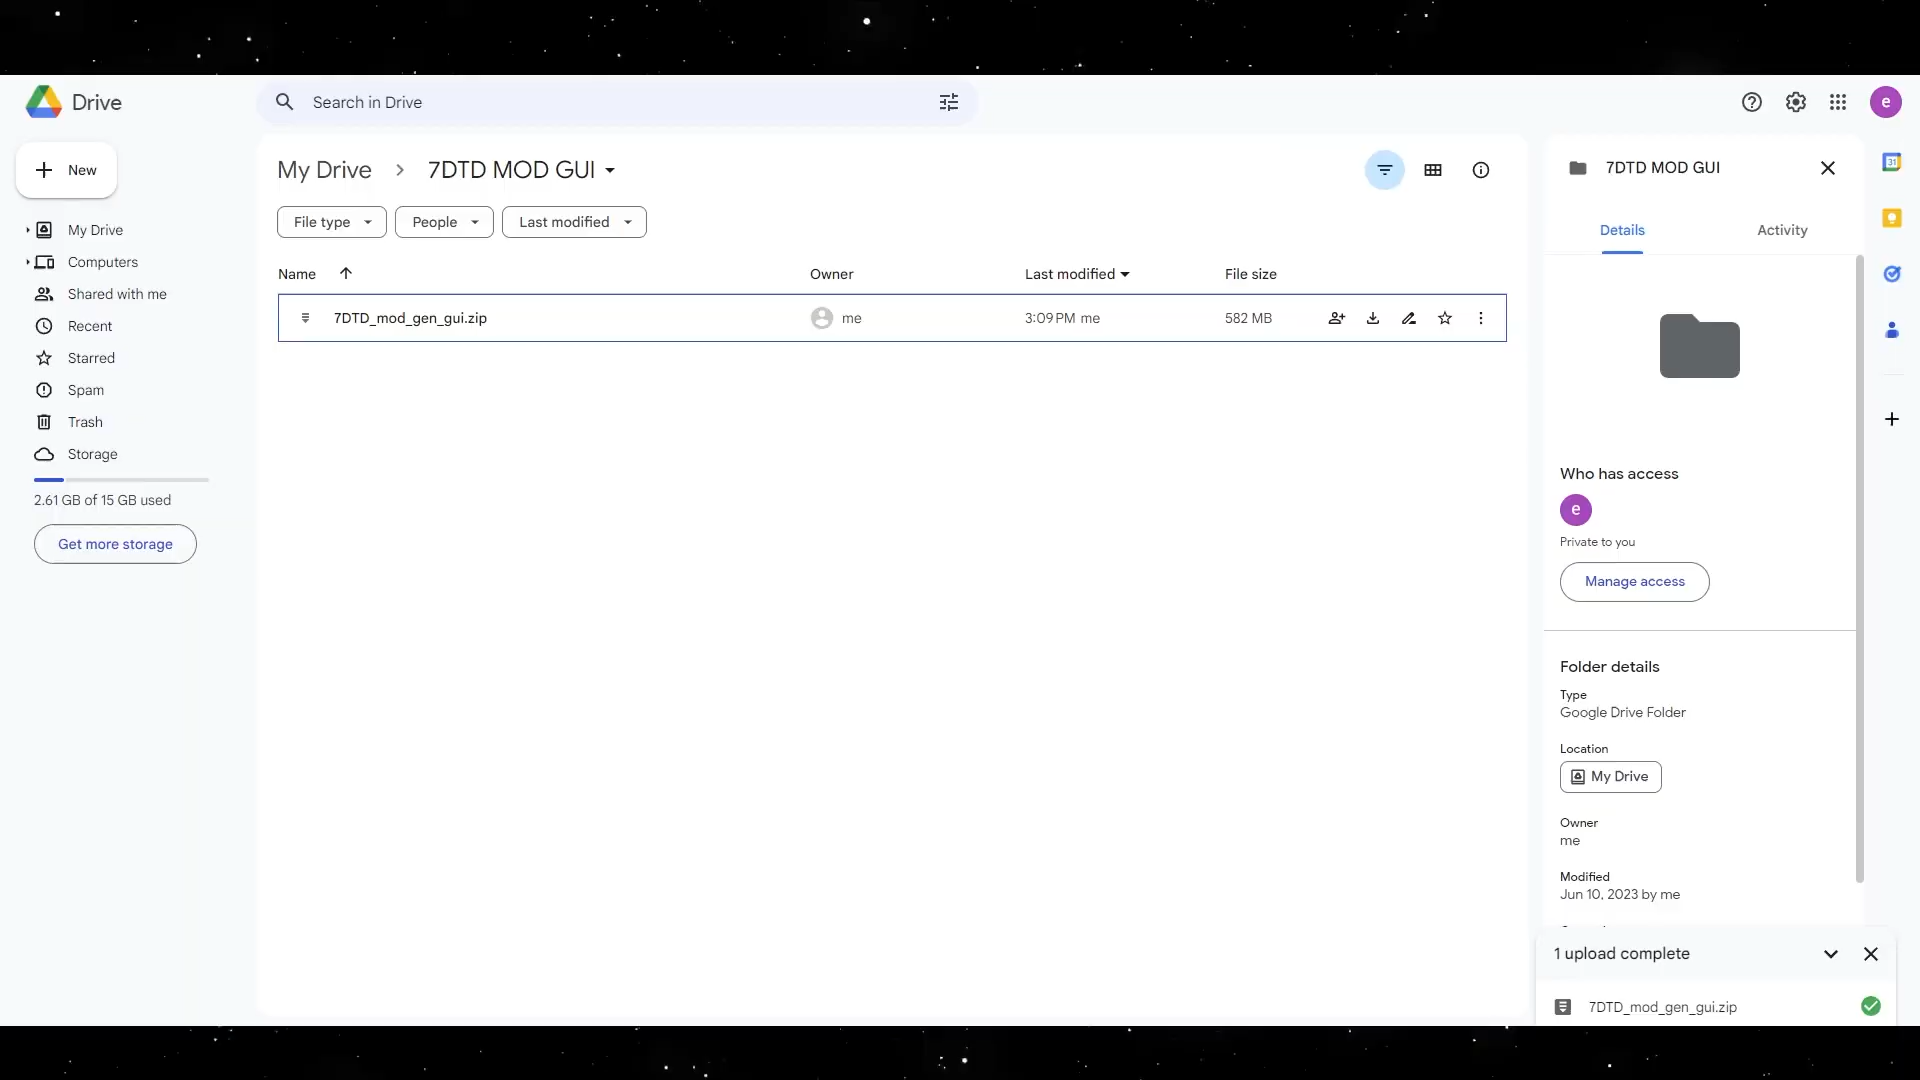 Drive
Search in Drive
e
New
My Drive
Computers
Shared with me
Recent
Starred
Spam
Trash
Storage
2.61 GB of 15 GB used
Get more storage
My Drive
7DTD MOD GUI
File type
People
Last modified
Name
Owner
Last modified
File size
7DTD_mod_gen_gui.zip
me
3:09 PM me
582 MB
7DTD MOD GUI
Details
Activity
Who has access
e
Private to you
Manage access
Folder details
Type
Google Drive Folder
Location
My Drive
Owner
me
Modified
Jun 10, 2023 by me
1 upload complete
7DTD_mod_gen_gui.zip
31